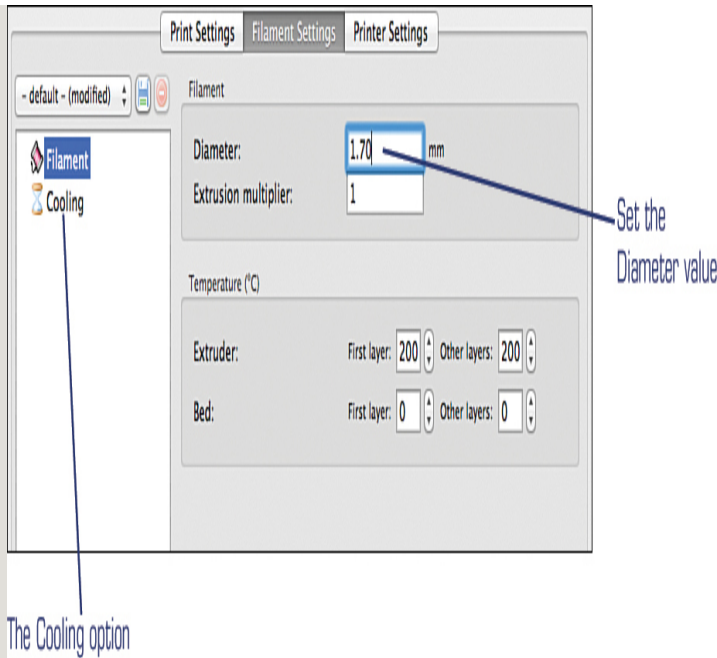 Print Settings Filament Settings Printer Settings
- default - (modified)
Filament
Cooling
Filament
Diameter: 1.70 mm
Extrusion multiplier: 1
Temperature (°C)
Extruder: First layer: 200 Other layers: 200
Bed: First layer: 0 Other layers: 0
Set the
Diameter value
The Cooling option